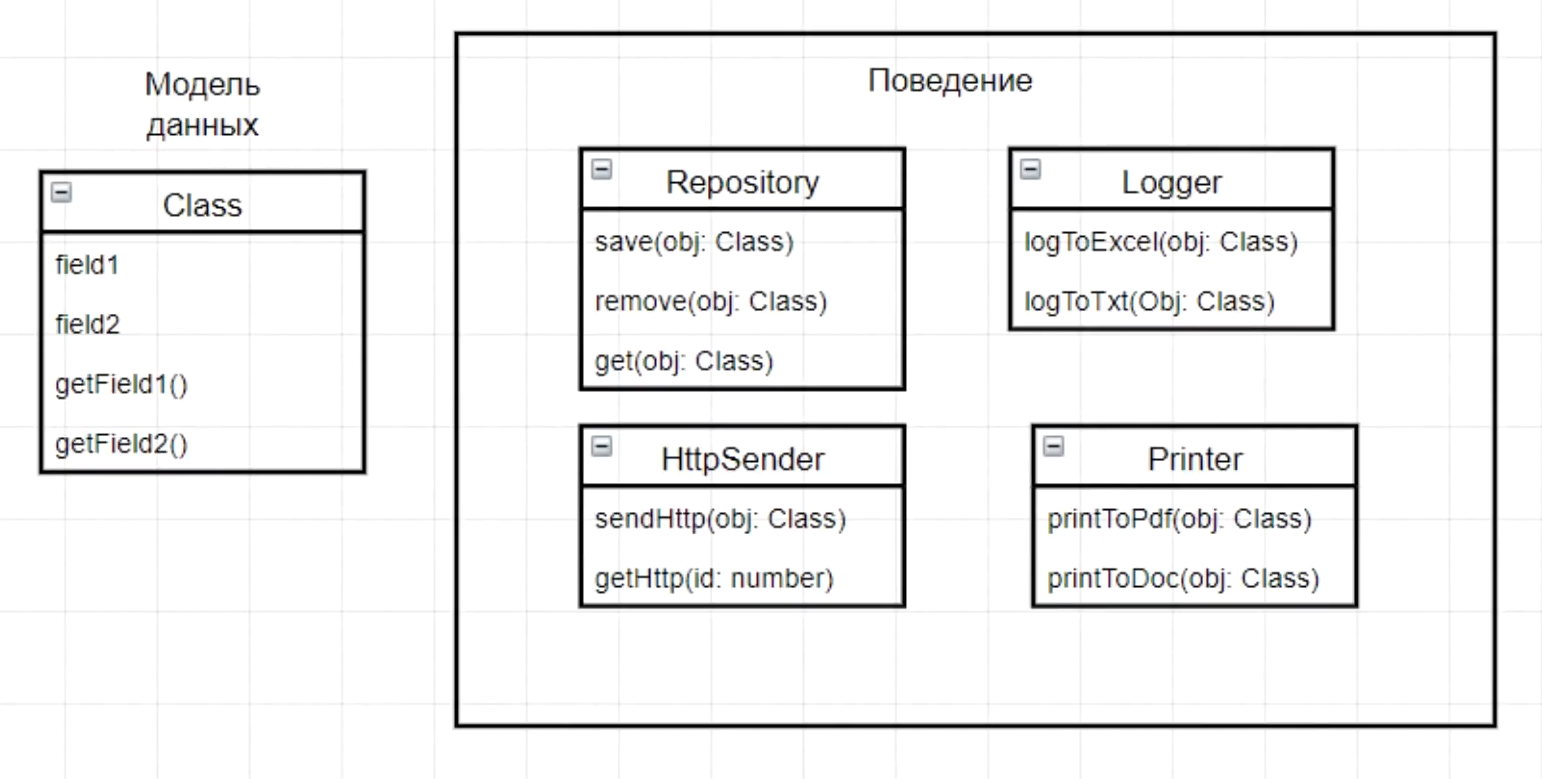 Модель
данных
Class
field1
field2
getField1()
getField2()
Поведение
Repository
save(obj: Class)
remove(obj: Class)
get(obj: Class)
Logger
logToExcel(obj: Class)
logToTxt(Obj: Class)
HttpSender
sendHttp(obj: Class)
getHttp(id: number)
Printer
printToPdf(obj: Class)
printToDoc(obj: Class)